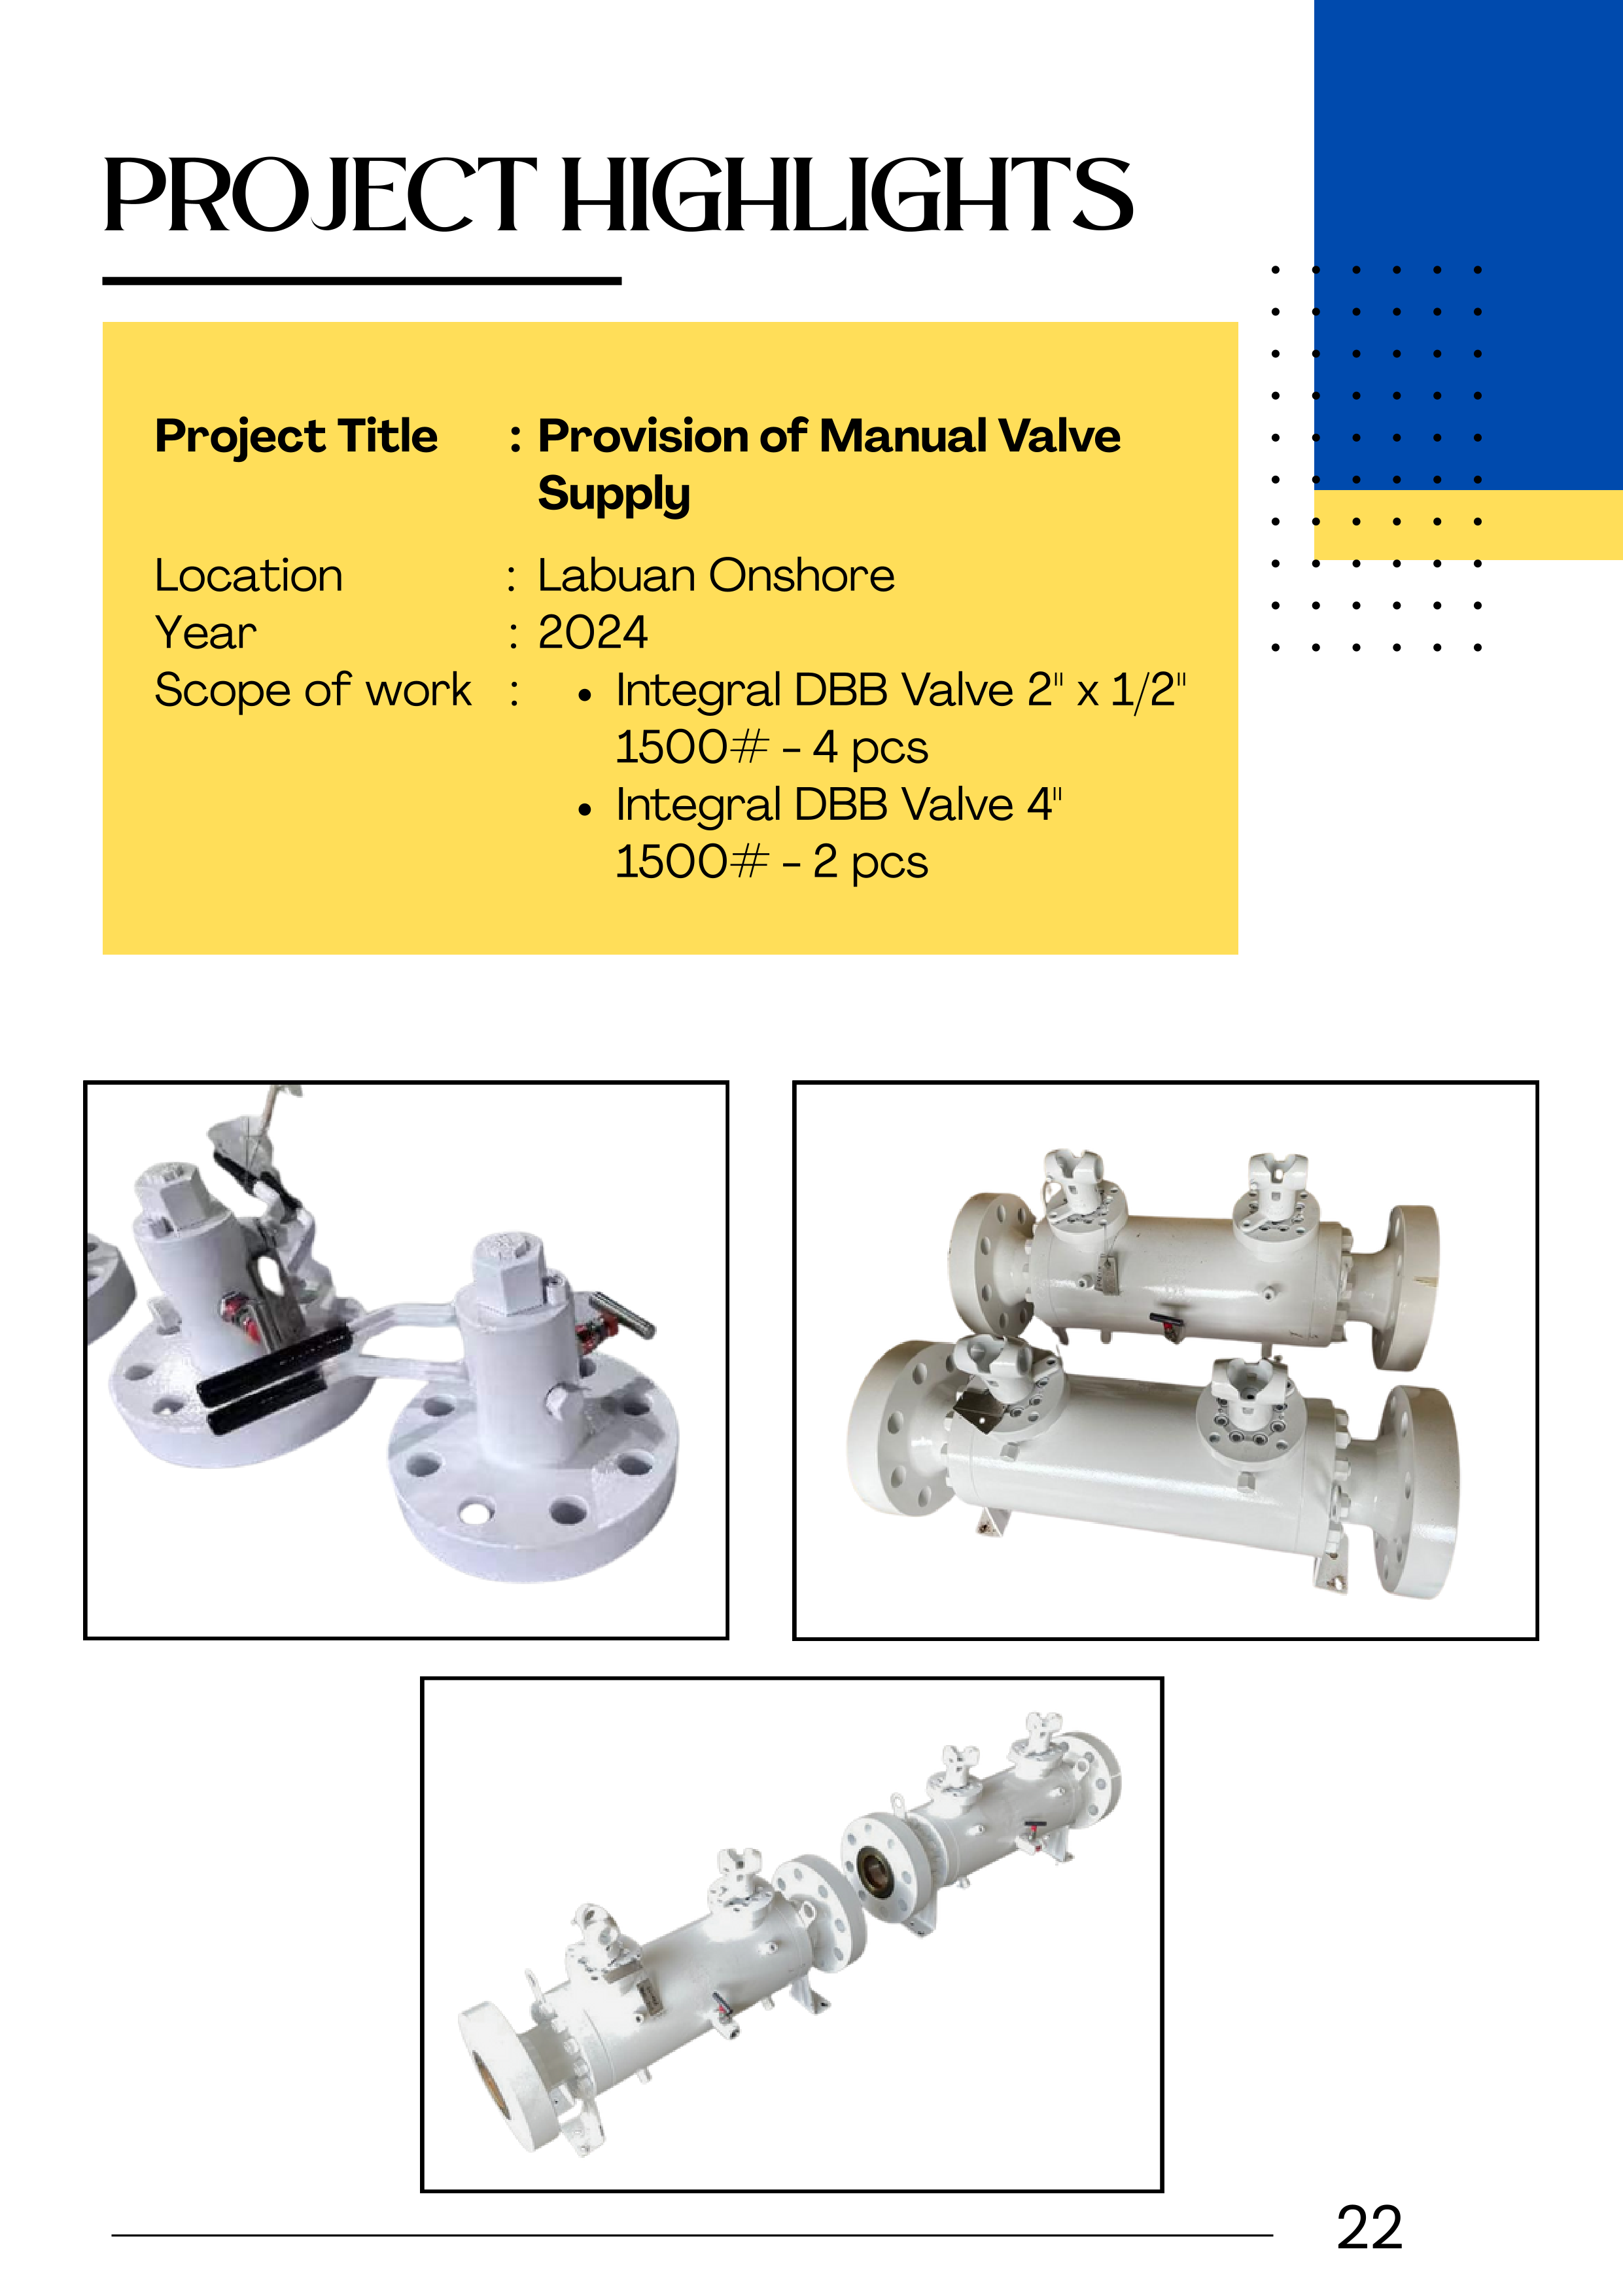 PROJECT HIGHLIGHTS
Project Title : Provision of Manual Valve
Supply
Location : Labuan Onshore
Year : 2024
Scope of work : • Integral DBB Valve 2" x 1/2"
1500# - 4 pcs
• Integral DBB Valve 4"
1500# - 2 pcs
22